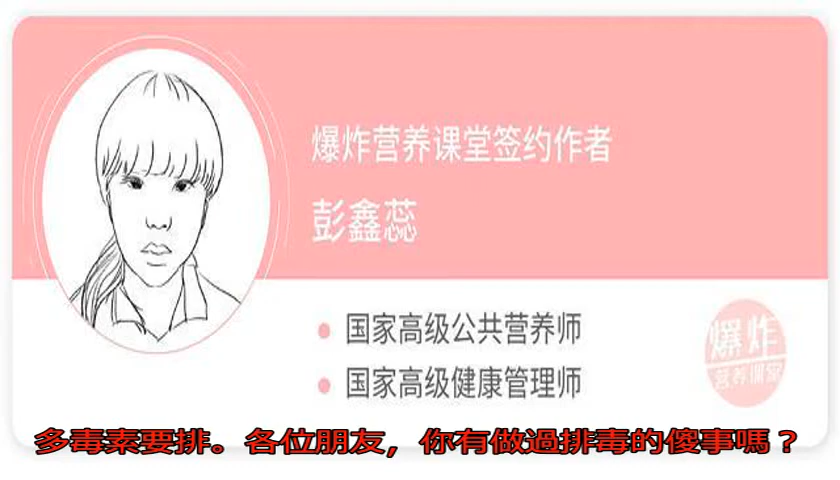 爆炸营养课堂签约作者
彭鑫蕊
国家高级公共营养师
国家高级健康管理师
爆炸
营养课堂
多毒素要排。各位朋友，你有做過排毒的傻事嗎？